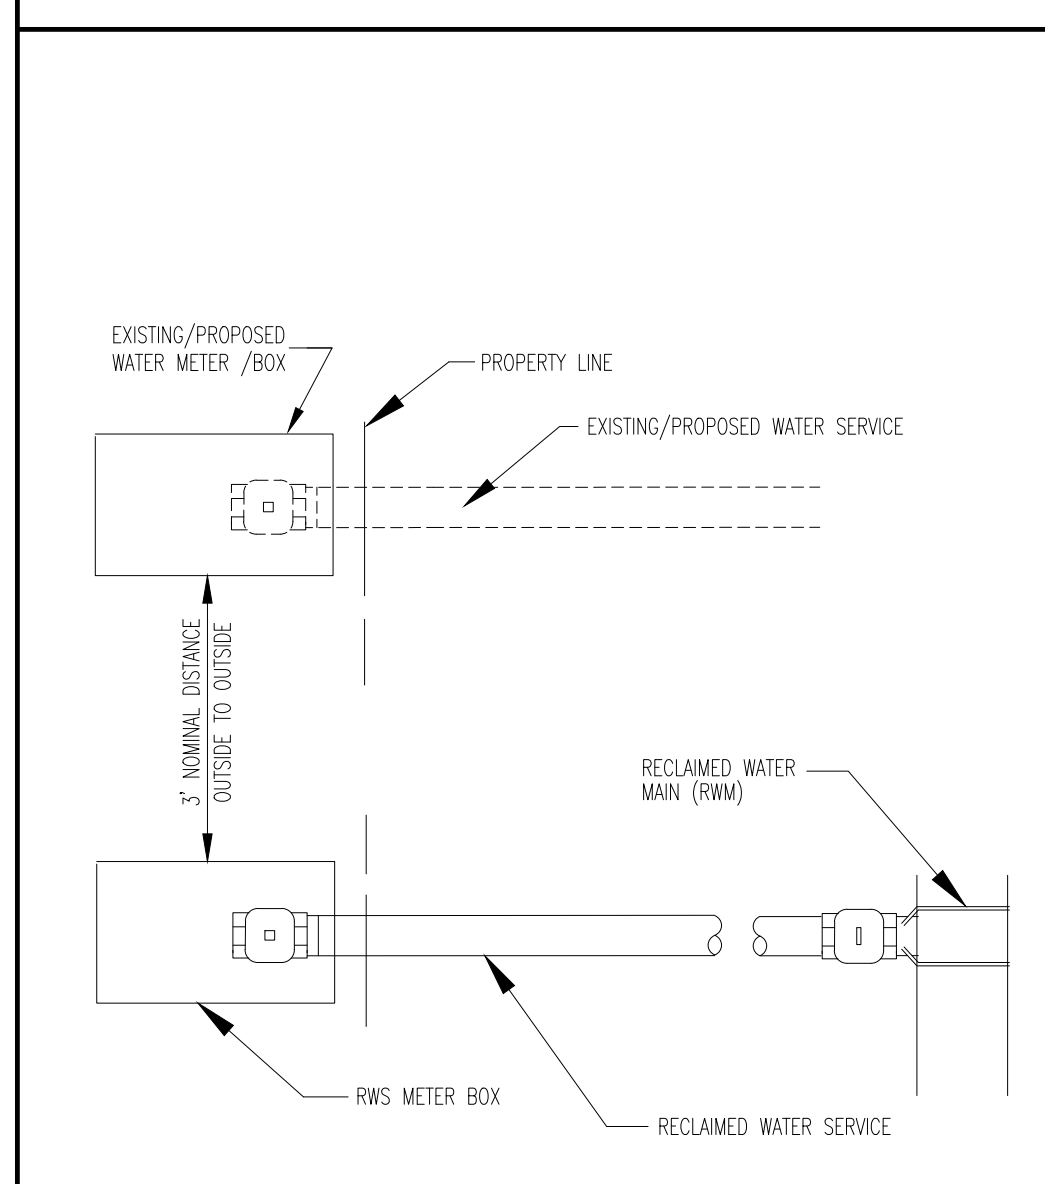 EXISTING/PROPOSED
WATER METER /BOX
PROPERTY LINE
EXISTING/PROPOSED WATER SERVICE
3' NOMINAL DISTANCE
OUTSIDE TO OUTSIDE
RECLAIMED WATER
MAIN (RWM)
RWS METER BOX
RECLAIMED WATER SERVICE